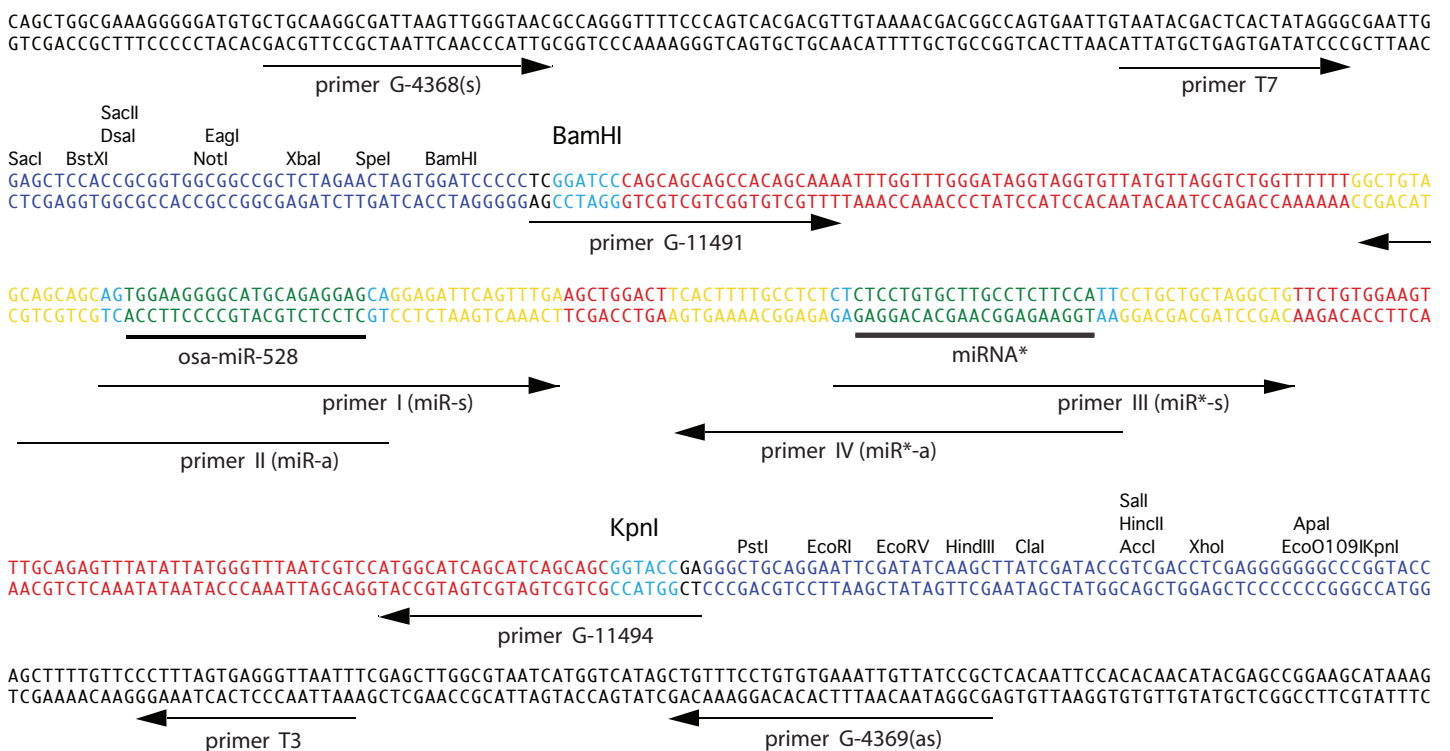 CAGCTGGCGAAAGGGGGATGTGCTGCAAGGCGATTAAGTTGGGTAACGCCAGGGTTTTCCCAGTCACGACGTTGTAAAACGACGGCCAGTGAATTGTAATACGACTCACTATAGGGCGAATTG
GTCGACCGCTTTCCCCCTACACGACGTTCCGCTAATTCAACCCATTGCGGTCCCAAAAGGGTCAGTGCTGCAACATTTTGCTGCCGGTCACTTAACATTATGCTGAGTGATATCCCGCTTAAC
primer G-4368(s) primer T7
SacII
DsaI EagI BamHI
SacI BstXI NotI XbaI SpeI BamHI
GAGCTCCACCGCGGTGGCGGCCGCTCTAGAACTAGTGGATCCCCCTCGGATCCCAGCAGCAGCCACAGCAAAATTTGGTTTGGGATAGGTAGGTGTTATGTTAGGTCTGGTTTTTTGGCTGTA
CTCGAGGTGGCGCCACCGCCGGCGAGATCTTGATCACCTAGGGGGAGCCTAGGGTCGTCGTCGGTGTCGTTTTAAACCAAACCCTATCCATCCACAATACAATCCAGACCAAAAAACCGACAT
primer G-11491
GCAGCAGCAGTGGAAGGGGCATGCAGAGGAGCAGGAGATTCAGTTTGAAGCTGGACTTCACTTTTGCCTCTCTCTCCTGTGCTTGCCTCTTCCATTCCTGCTGCTAGGCTGTTCTGTGGAAGT
CGTCGTCGTCACCTTCCCCGTACGTCTCCTCGTCCTCTAAGTCAAACTTCGACCTGAAGTGAAAACGGAGAGAGAGGACACGAACGGAGAAGGTAAGGACGACGATCCGACAAGACACCTTCA
osa-miR-528 miRNA*
primer I (miR-s) primer III (miR*-s)
primer II (miR-a) primer IV (miR*-a)
SalI
KpnI HincII ApaI
PstI EcoRI EcoRV HindIII ClaI AccI XhoI EcoO109I KpnI
TTGCAGAGTTTATATTATGGGTTTAATCGTCCATGGCATCAGCATCAGCAGCGGTACCGAGGGCTGCAGGAATTCGATATCAAGCTTATCGATACCGTCGACCTCGAGGGGGGGCCCGGTACC
AACGTCTCAAATATAATACCCAAATTAGCAGGTACCGTAGTCGTAGTCGTCGCCATGGCTCCCGACGTCCTTAAGCTATAGTTCGAATAGCTATGGCAGCTGGAGCTCCCCCCCGGGCCATGG
primer G-11494
AGCTTTTGTTCCCTTTAGTGAGGGTTAATTTCGAGCTTGGCGTAATCATGGTCATAGCTGTTTCCTGTGTGAAATTGTTATCCGCTCACAATTCCACACAACATACGAGCCGGAAGCATAAAG
TCGAAAACAAGGGAAATCACTCCCAATTAAAGCTCGAACCGCATTAGTACCAGTATCGACAAAGGACACACTTTAACAATAGGCGAGTGTTAAGGTGTGTTGTATGCTCGGCCTTCGTATTTC
primer T3 primer G-4369(as)